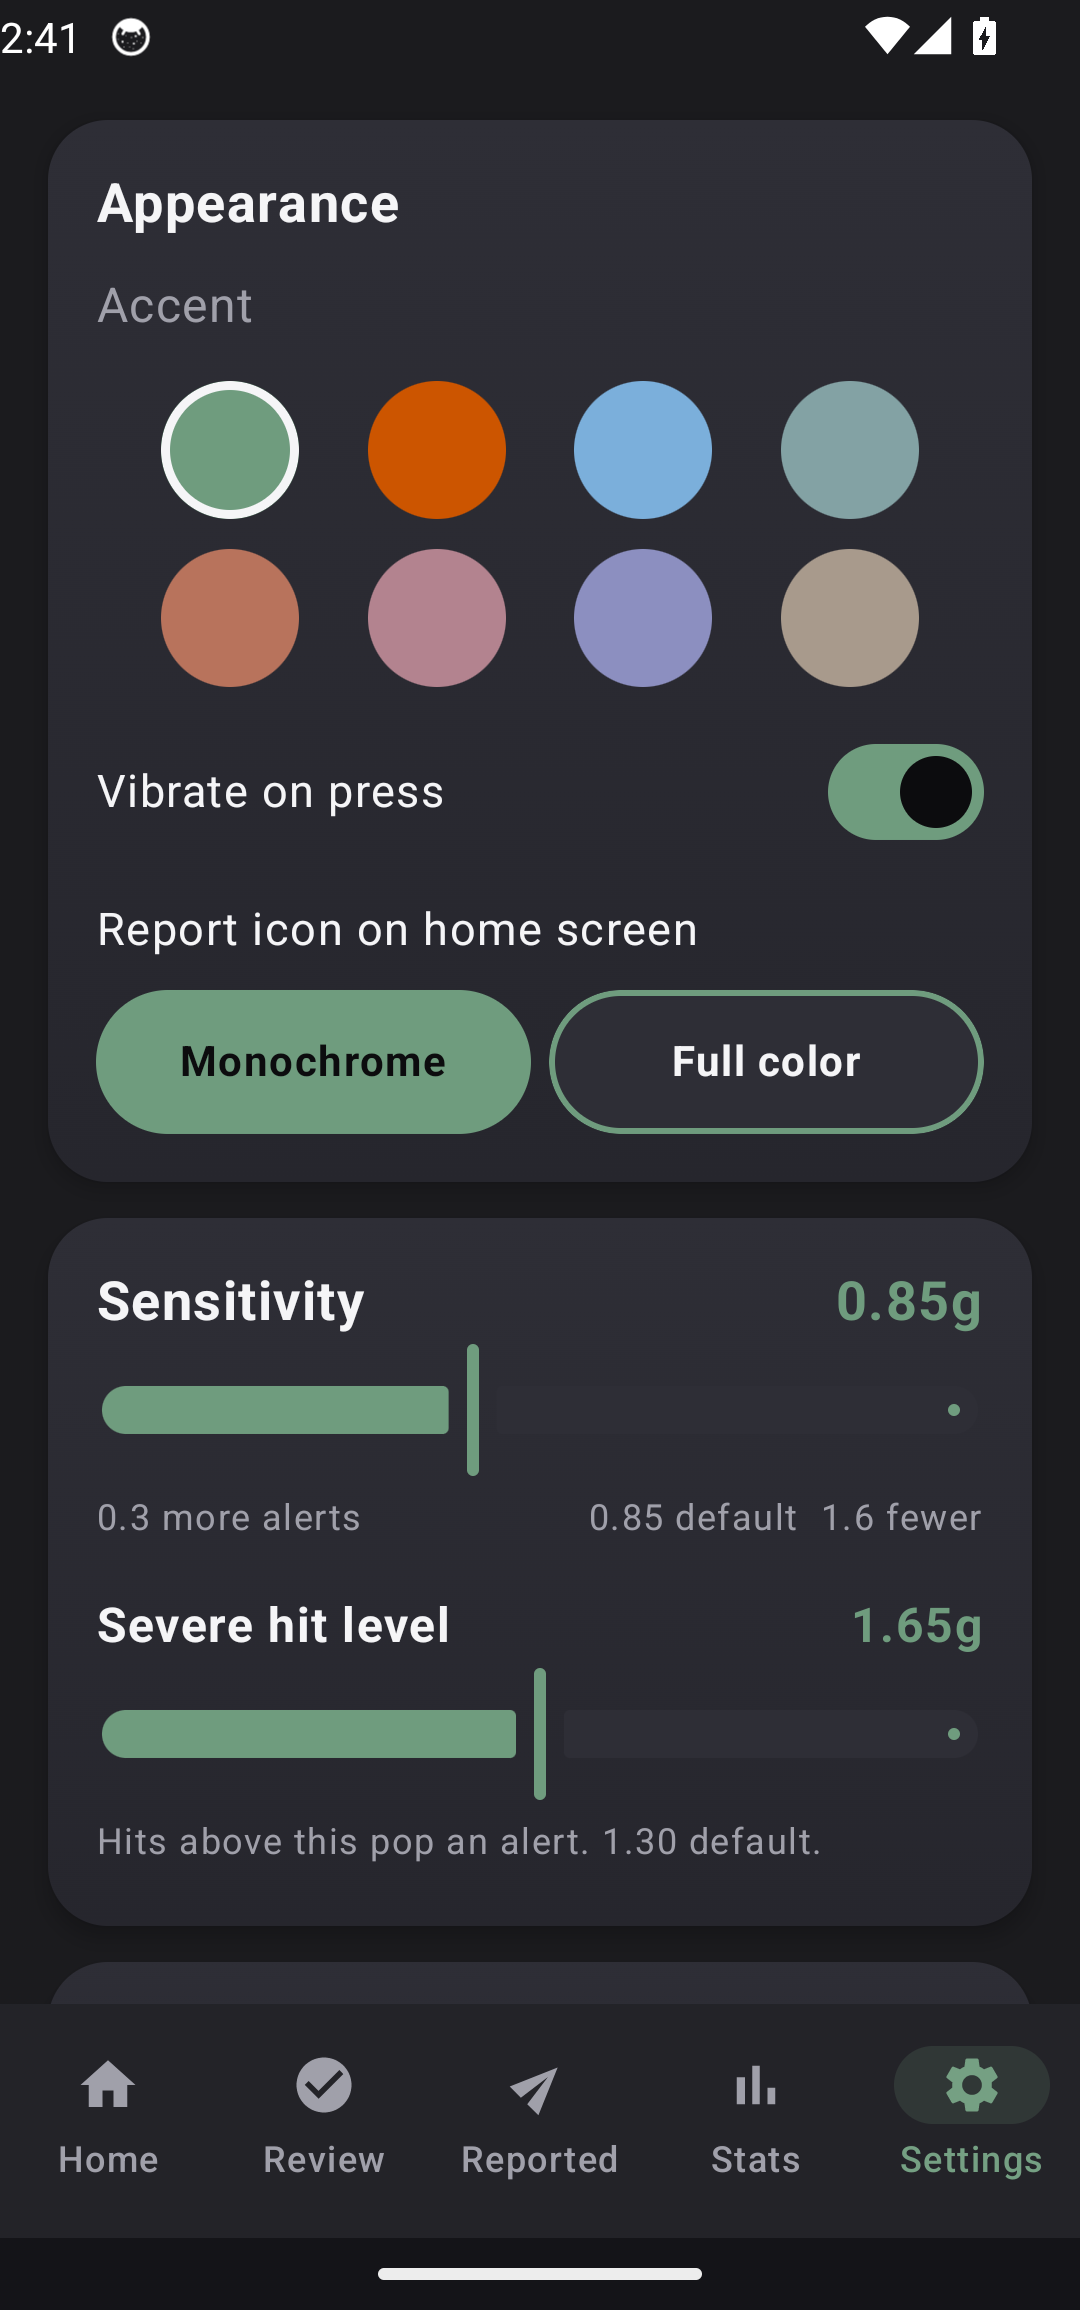 2:41
Appearance
Accent
Vibrate on press
Report icon on home screen
Monochrome Full color
Sensitivity 0.85g
0.3 more alerts 0.85 default 1.6 fewer
Severe hit level 1.65g
Hits above this pop an alert. 1.30 default.
Home Review Reported Stats Settings